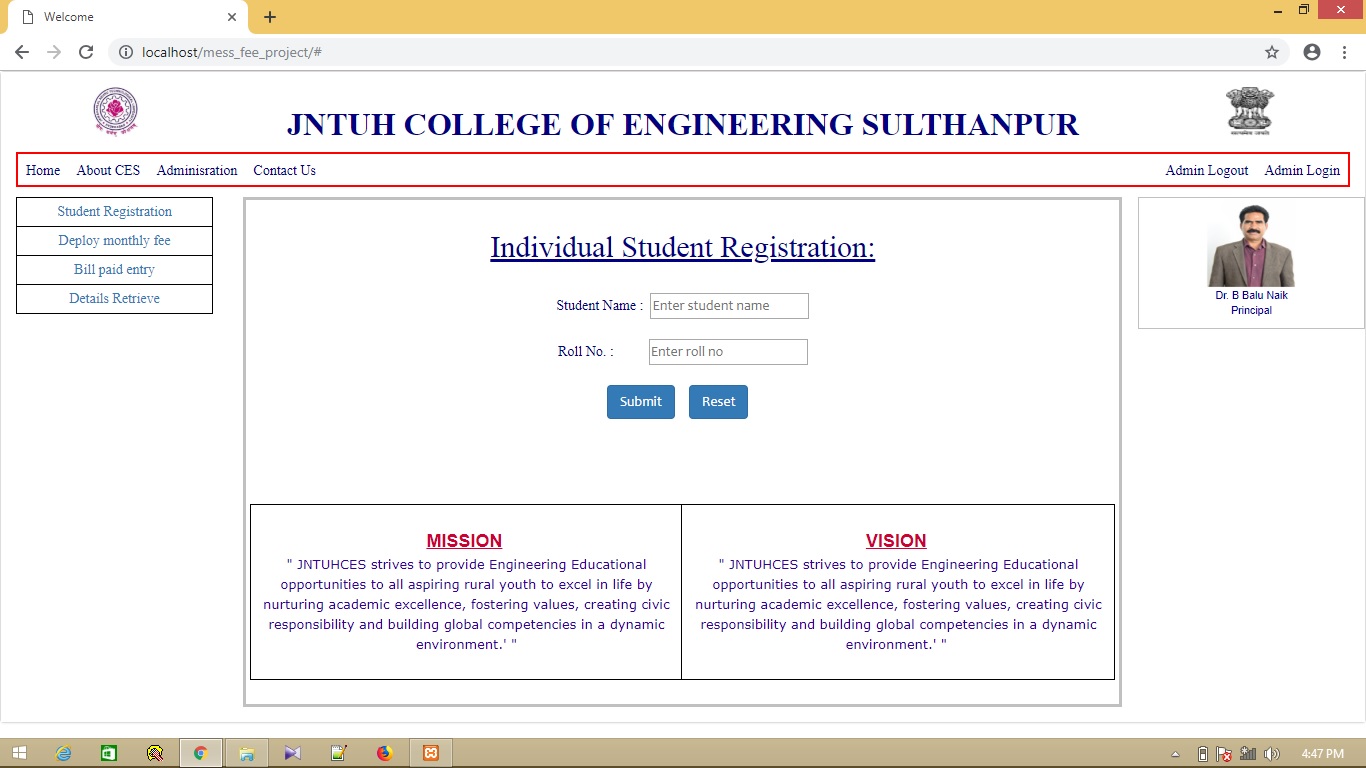 Welcome
localhost/mess_fee_project/#
JNTUH COLLEGE OF ENGINEERING SULTHANPUR
Home About CES Adminisration Contact Us Admin Logout Admin Login
Student Registration
Deploy monthly fee
Bill paid entry
Details Retrieve
Individual Student Registration:
Student Name : Enter student name
Roll No. : Enter roll no
Submit Reset
Dr. B Balu Naik
Principal
MISSION
" JNTUHCES strives to provide Engineering Educational
opportunities to all aspiring rural youth to excel in life by
nurturing academic excellence, fostering values, creating civic
responsibility and building global competencies in a dynamic
environment.' "
VISION
" JNTUHCES strives to provide Engineering Educational
opportunities to all aspiring rural youth to excel in life by
nurturing academic excellence, fostering values, creating civic
responsibility and building global competencies in a dynamic
environment.' "
4:47 PM